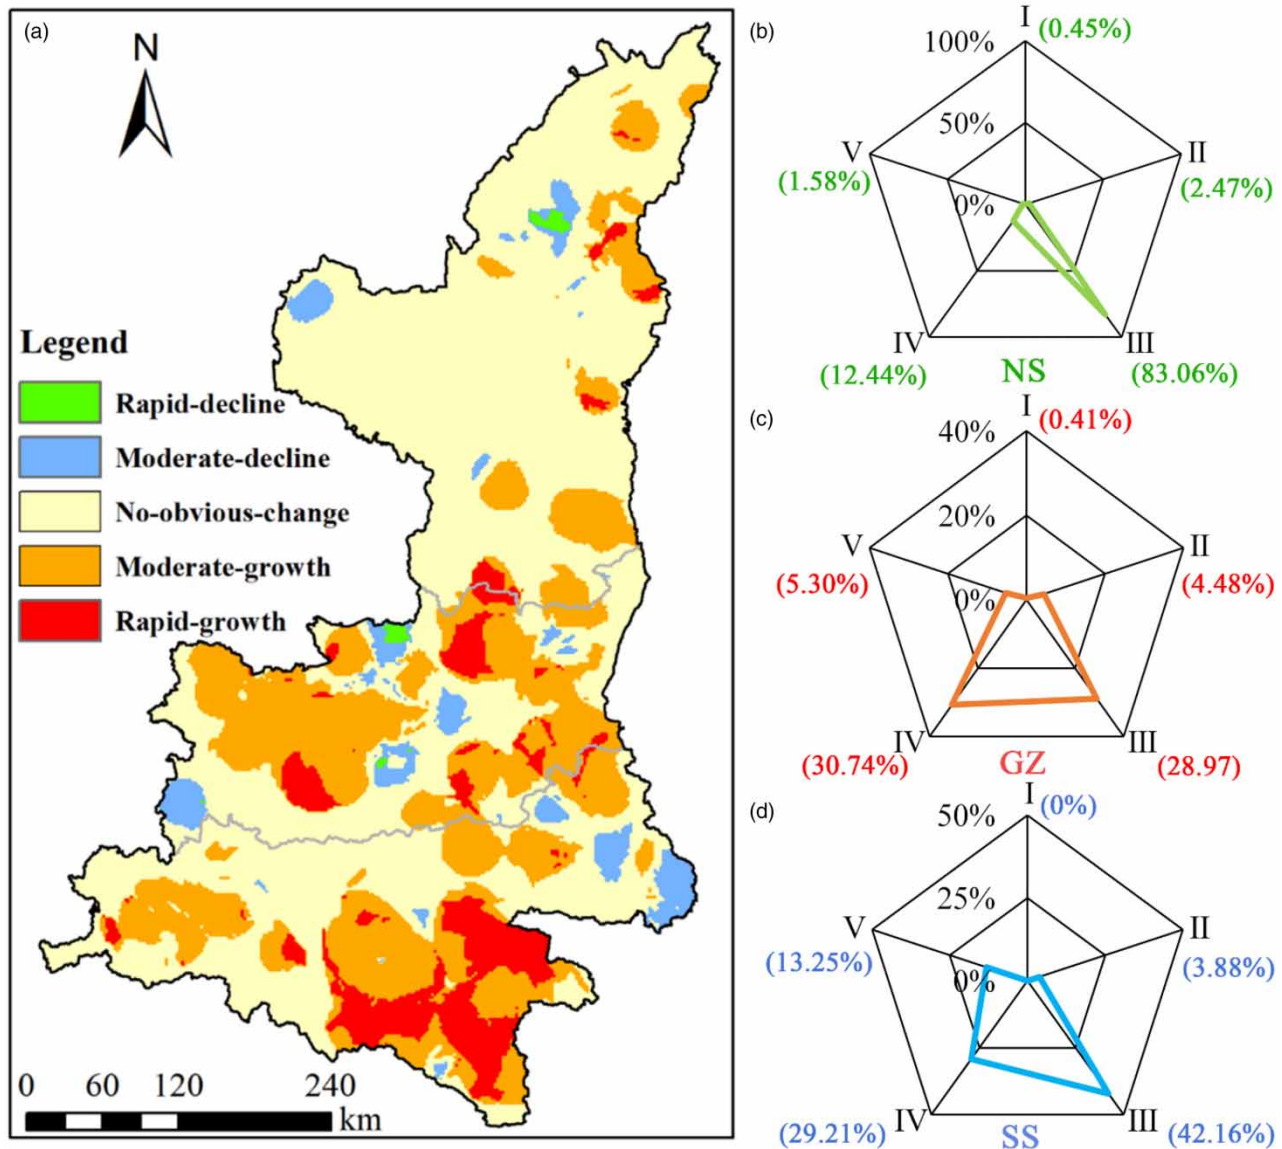 (a)
N
Legend
Rapid-decline
Moderate-decline
No-obvious-change
Moderate-growth
Rapid-growth
0 60 120 240
km
(b)
I (0.45%)
100%
50%
0%
V
(1.58%)
II
(2.47%)
IV
(12.44%)
III
(83.06%)
NS
(c)
I (0.41%)
40%
20%
0%
V
(5.30%)
II
(4.48%)
IV
(30.74%)
III
(28.97)
GZ
(d)
I (0%)
50%
25%
0%
V
(13.25%)
II
(3.88%)
IV
(29.21%)
III
(42.16%)
SS